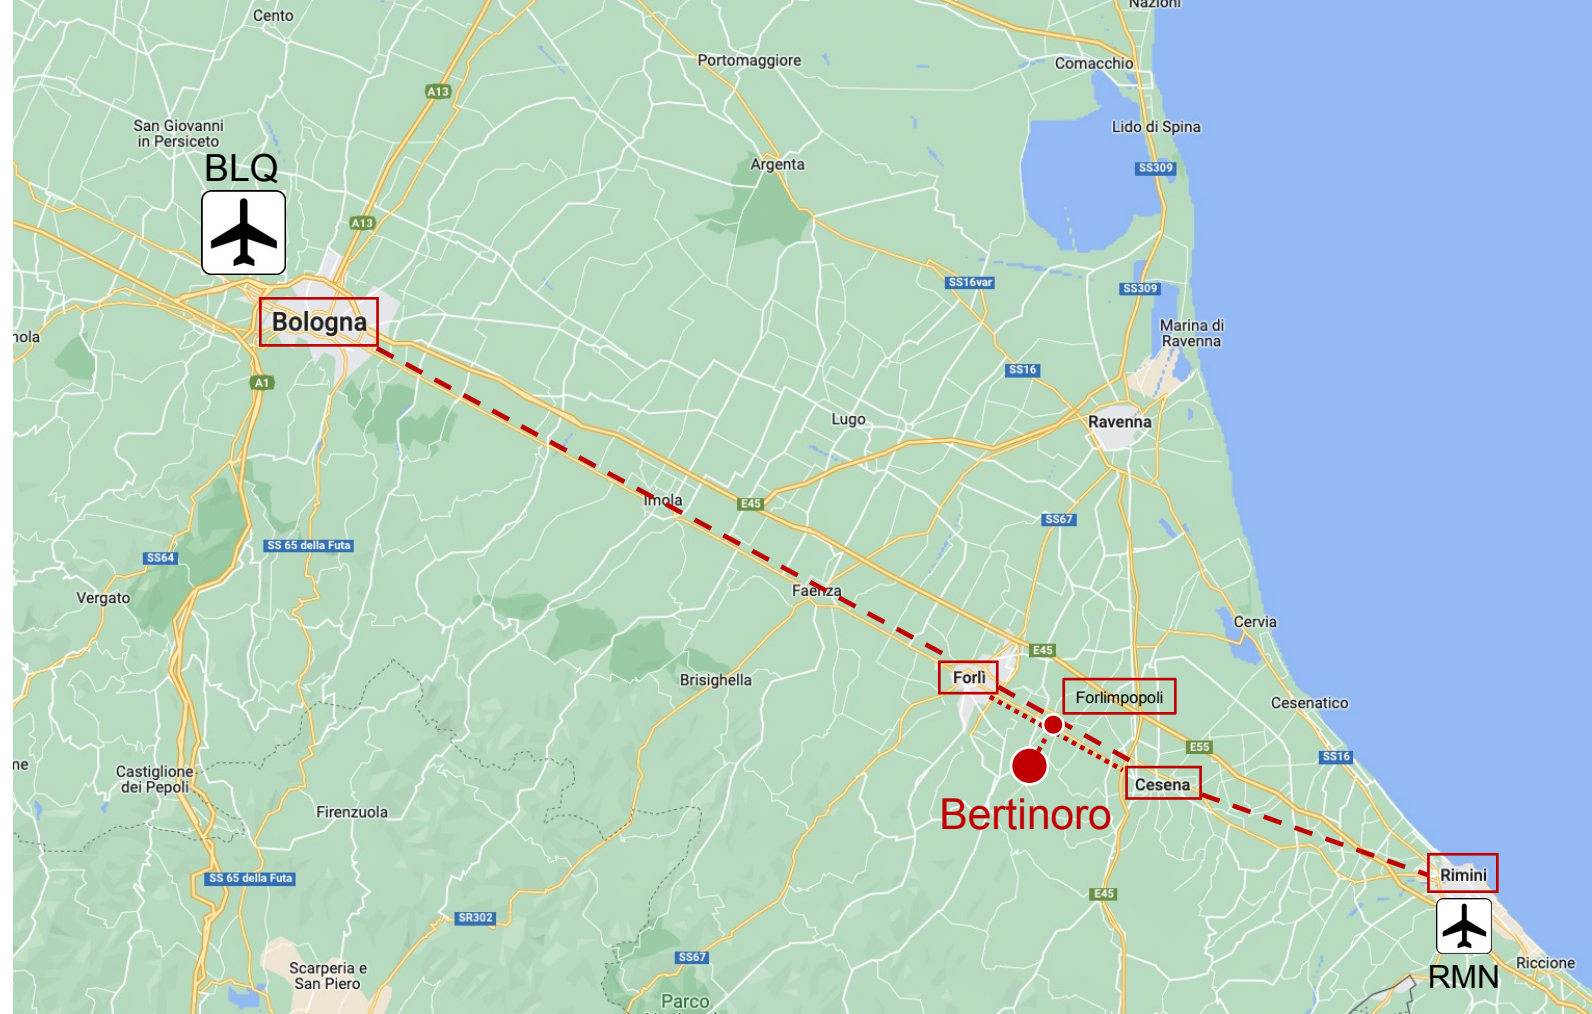 Nazioni
Cento
Portomaggiore
Comacchio
A13
San Giovanni
in Persiceto
Lido di Spina
BLQ
Argenta
SS309
A13
SS16var
SS309
Bologna
Marina di
Ravenna
nola
SS16
A1
Lugo
Ravenna
Imola
E45
SS67
SS 65 della Futa
SS64
Faenza
Vergato
Cervia
E45
Forlì
Brisighella
Forlimpopoli
Cesenatico
E55
SS16
ne
Castiglione
dei Pepoli
Cesena
Firenzuola
Bertinoro
SS 65 della Futa
Rimini
E45
SR302
SS67
Scarperia e
San Piero
Riccione
RMN
Parco